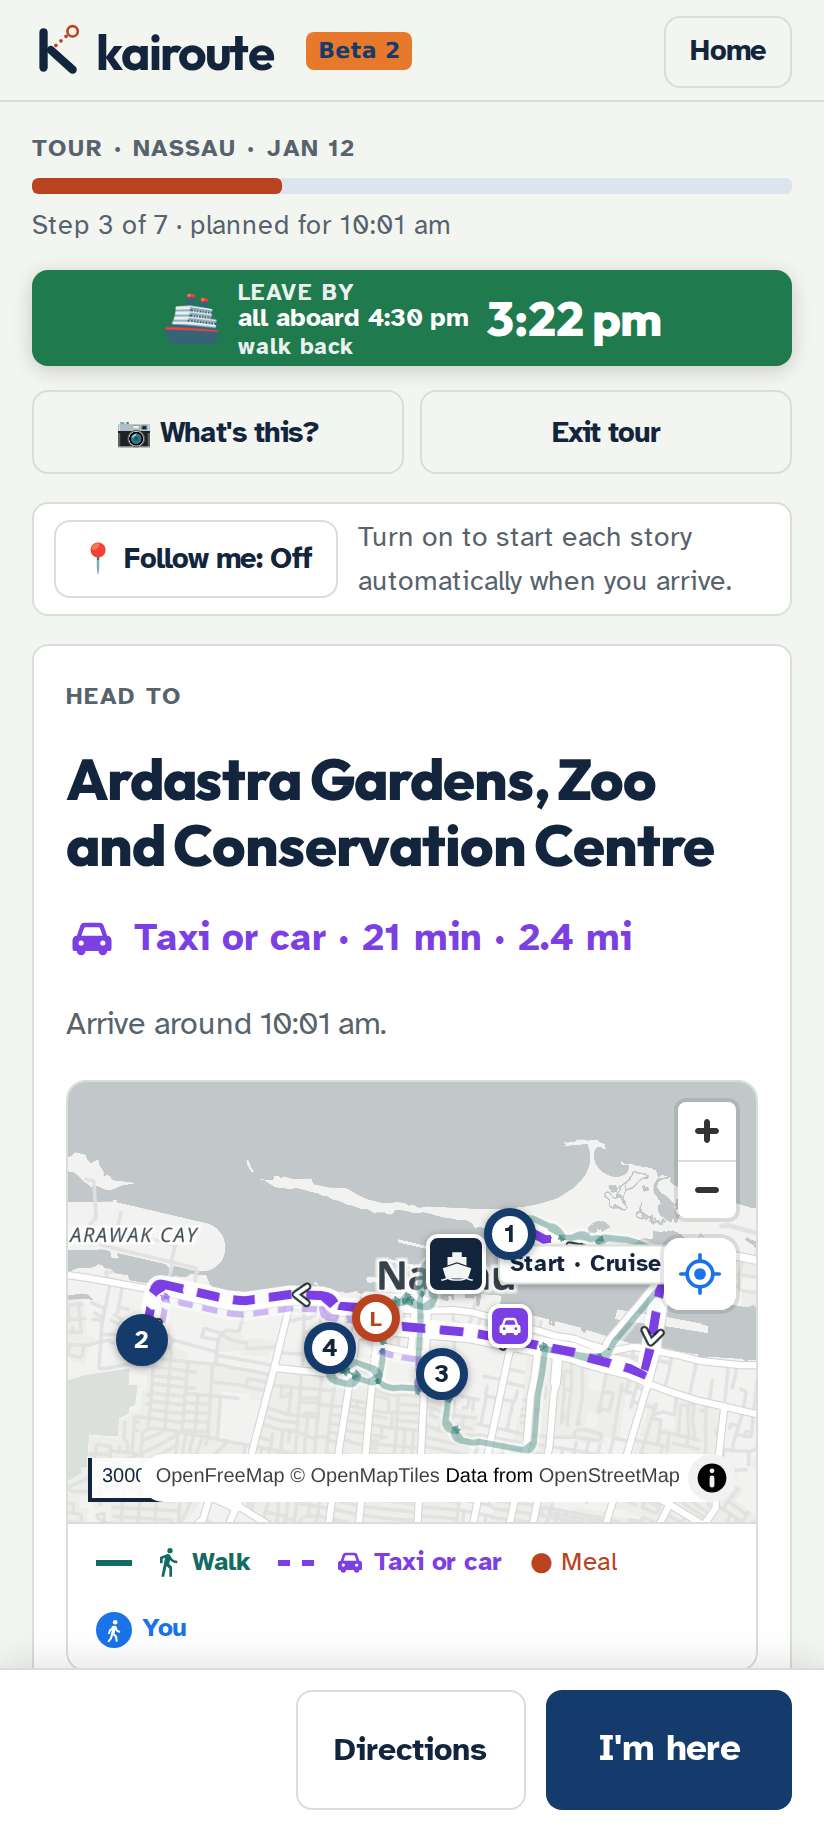 kairoute
Beta 2
Home
TOUR · NASSAU · JAN 12
Step 3 of 7 · planned for 10:01 am
LEAVE BY
all aboard 4:30 pm
walk back
3:22 pm
What's this?
Exit tour
Follow me: Off
Turn on to start each story
automatically when you arrive.
HEAD TO
Ardastra Gardens, Zoo
and Conservation Centre
Taxi or car · 21 min · 2.4 mi
Arrive around 10:01 am.
+
−
ARAWAK CAY
1
Start · Cruise
2
L
4
3
OpenFreeMap © OpenMapTiles Data from OpenStreetMap
Walk
Taxi or car
Meal
You
Directions
I'm here